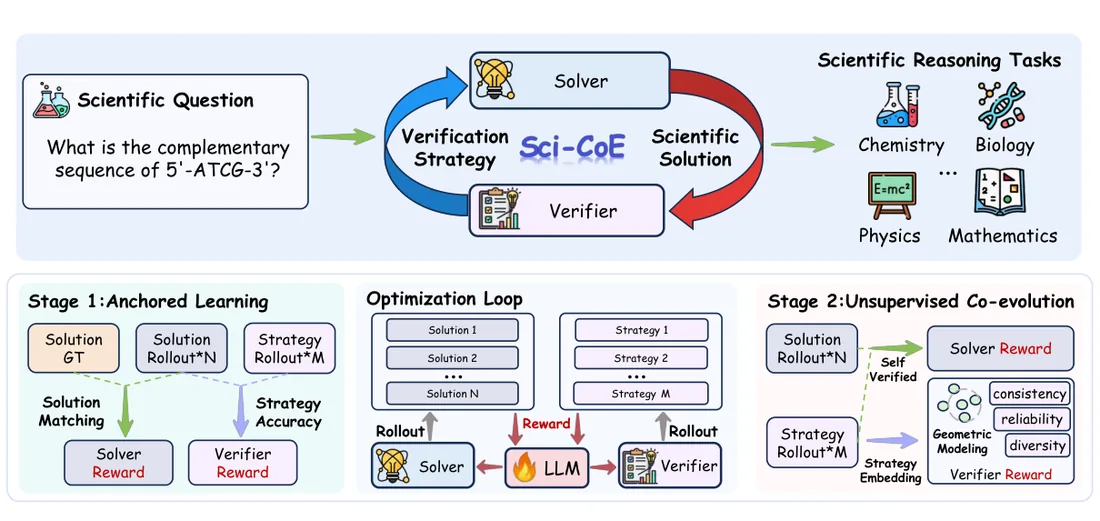 Scientific Question
What is the complementary
sequence of 5'-ATCG-3'?
Solver
Verification
Strategy
Sci-CoE
Scientific
Solution
Verifier
Scientific Reasoning Tasks
Chemistry
Biology
...
E=mc²
Physics
Mathematics
Stage 1:Anchored Learning
Solution
GT
Solution
Rollout*N
Strategy
Rollout*M
Solution
Matching
Strategy
Accuracy
Solver
Reward
Verifier
Reward
Optimization Loop
Solution 1
Solution 2
...
Solution N
Strategy 1
Strategy 2
...
Strategy M
Rollout
Reward
Rollout
Solver
LLM
Verifier
Stage 2:Unsupervised Co-evolution
Solution
Rollout*N
Self
Verified
Solver Reward
Strategy
Rollout*M
Strategy
Embedding
Geometric
Modeling
consistency
reliability
diversity
Verifier Reward